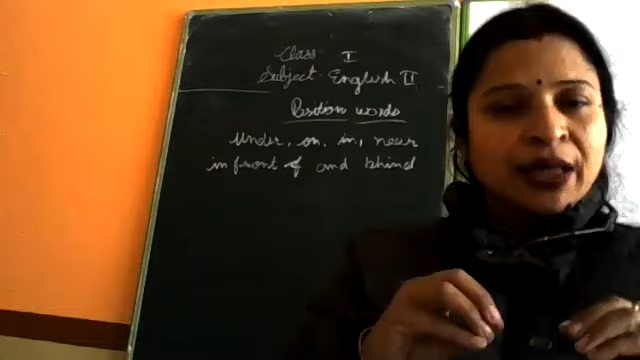 Class I
Subject- English II
Position words
Under, on, in, near
in front of and behind